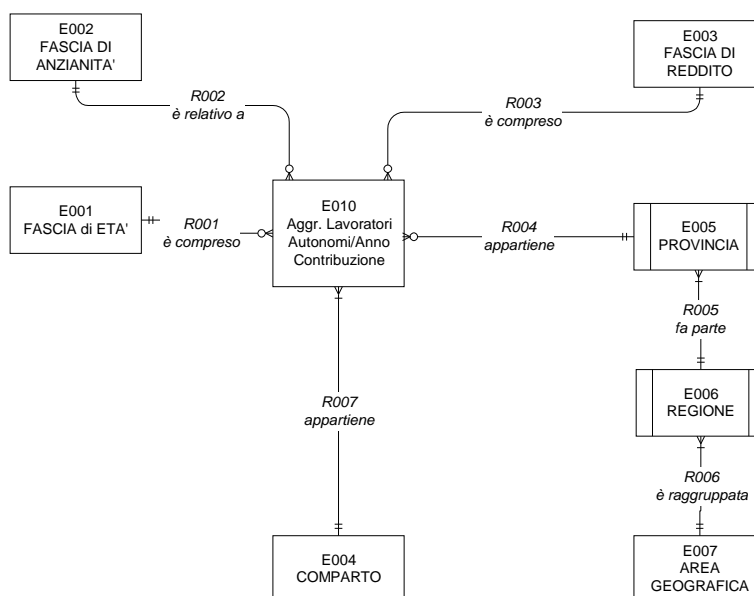 E002
FASCIA DI
ANZIANITA'
E003
FASCIA DI
REDDITO
R002
è relativo a
R003
è compreso
E001
FASCIA di ETA'
R001
è compreso
E010
Aggr. Lavoratori
Autonomi/Anno
Contribuzione
R004
appartiene
E005
PROVINCIA
R005
fa parte
E006
REGIONE
R007
appartiene
R006
è raggruppata
E004
COMPARTO
E007
AREA
GEOGRAFICA